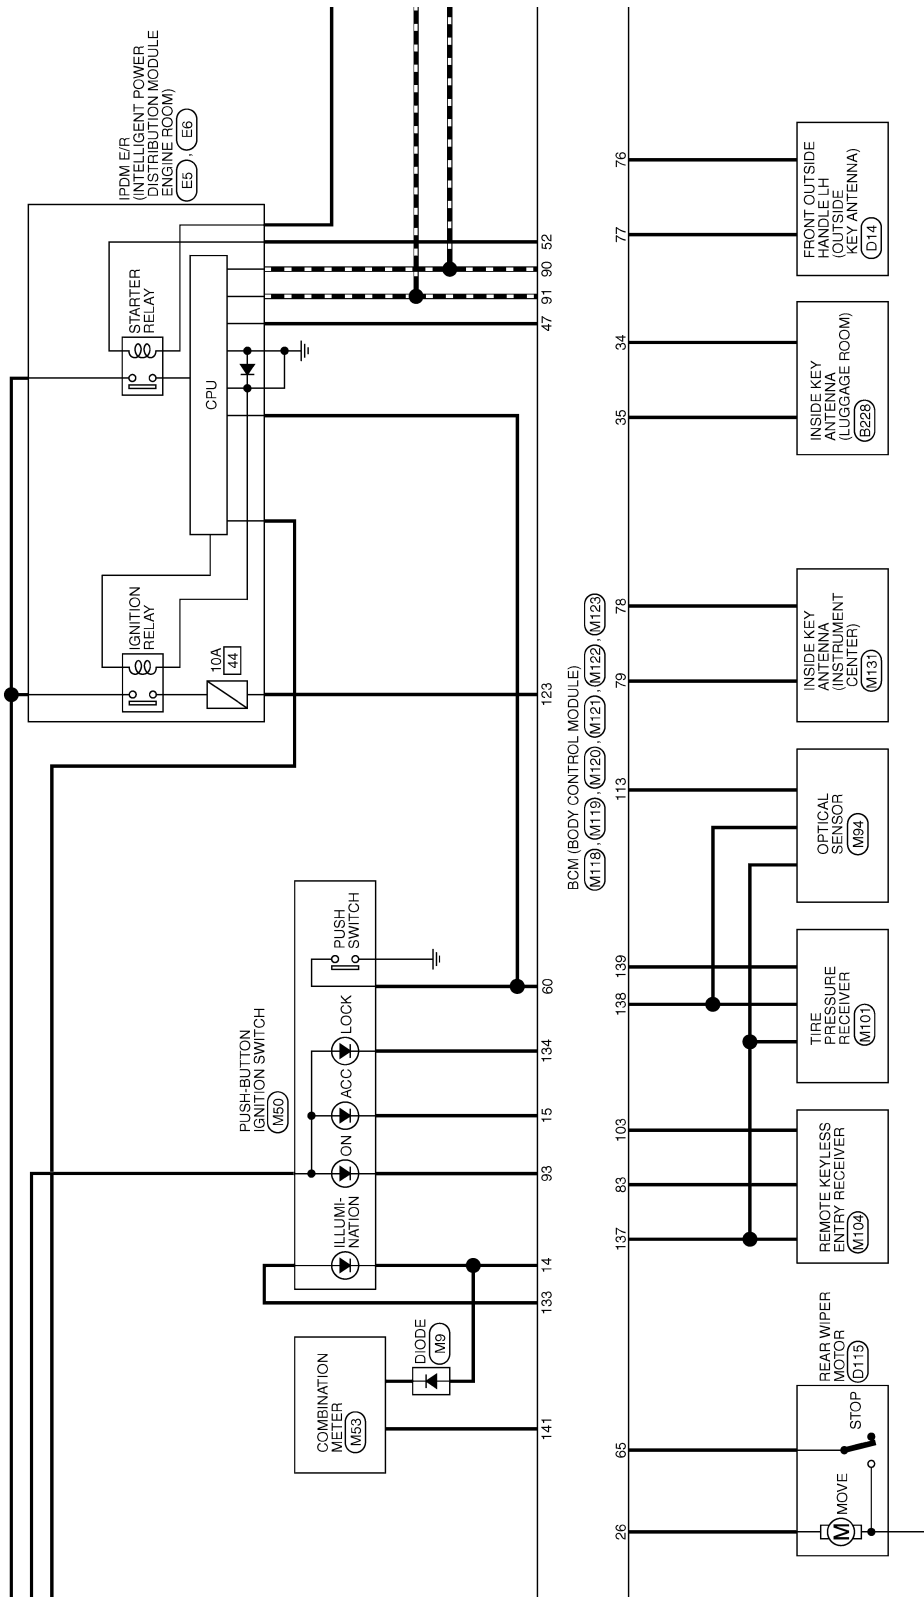 IPDM E/R
(INTELLIGENT POWER
DISTRIBUTION MODULE
ENGINE ROOM)
E5 , E6
STARTER
RELAY
CPU
IGNITION
RELAY
10A
44
52
90
91
47
123
60
134
15
93
14
133
141
PUSH-BUTTON
IGNITION SWITCH
M50
PUSH
SWITCH
LOCK
ACC
ON
ILLUMI-
NATION
COMBINATION
METER
M53
DIODE
M9
BCM (BODY CONTROL MODULE)
M118 , M119 , M120 , M121 , M122 , M123
76
77
34
35
78
79
113
139
138
103
83
137
65
26
FRONT OUTSIDE
HANDLE LH
(OUTSIDE
KEY ANTENNA)
D14
INSIDE KEY
ANTENNA
(LUGGAGE ROOM)
B228
INSIDE KEY
ANTENNA
(INSTRUMENT
CENTER)
M131
OPTICAL
SENSOR
M94
TIRE
PRESSURE
RECEIVER
M101
REMOTE KEYLESS
ENTRY RECEIVER
M104
REAR WIPER
MOTOR
D115
STOP
MOVE
M